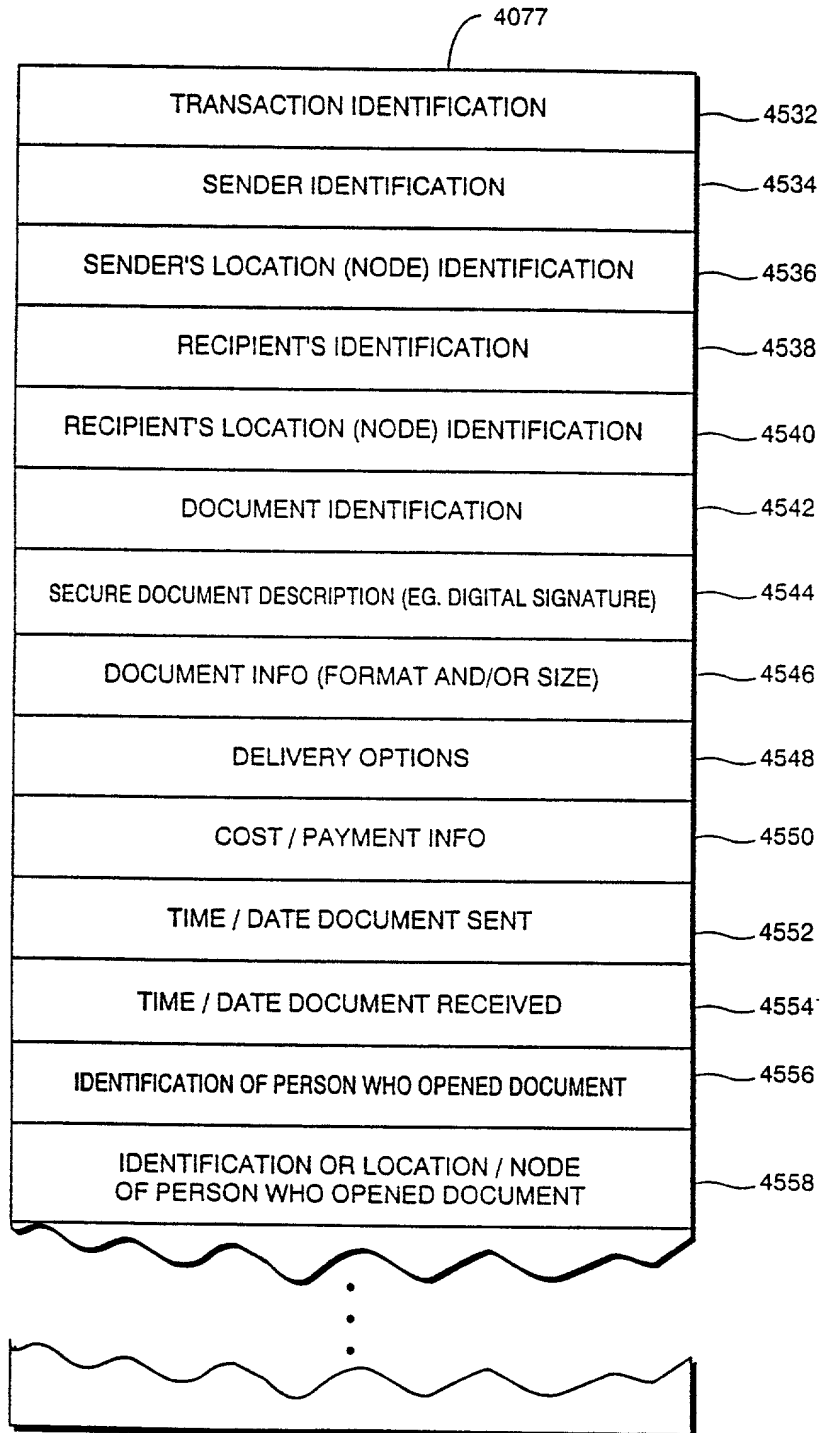 4077
TRANSACTION IDENTIFICATION 4532
SENDER IDENTIFICATION 4534
SENDER'S LOCATION (NODE) IDENTIFICATION 4536
RECIPIENT'S IDENTIFICATION 4538
RECIPIENT'S LOCATION (NODE) IDENTIFICATION 4540
DOCUMENT IDENTIFICATION 4542
SECURE DOCUMENT DESCRIPTION (EG. DIGITAL SIGNATURE) 4544
DOCUMENT INFO (FORMAT AND/OR SIZE) 4546
DELIVERY OPTIONS 4548
COST / PAYMENT INFO 4550
TIME / DATE DOCUMENT SENT 4552
TIME / DATE DOCUMENT RECEIVED 4554
IDENTIFICATION OF PERSON WHO OPENED DOCUMENT 4556
IDENTIFICATION OR LOCATION / NODE
OF PERSON WHO OPENED DOCUMENT 4558